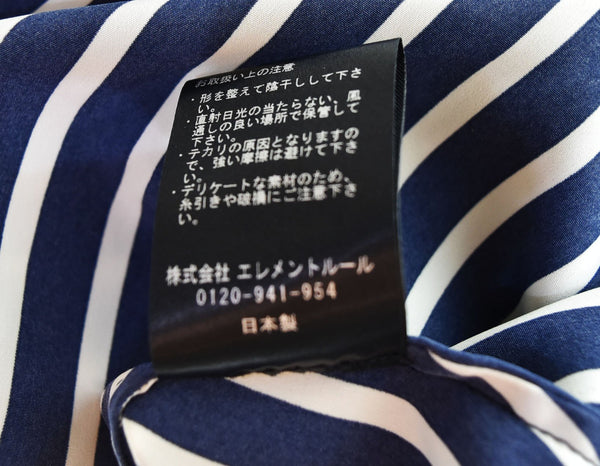 お取扱い上の注意
・形を整えて陰干しして下さ
い。
・直射日光の当たらない、風
通しの良い場所で保管して
下さい。
・テカリの原因となりますの
で、強い摩擦は避けて下さ
い。
・デリケートな素材のため、
糸引きや破損にご注意下さ
い。
株式会社 エレメントルール
0120-941-954
日本製